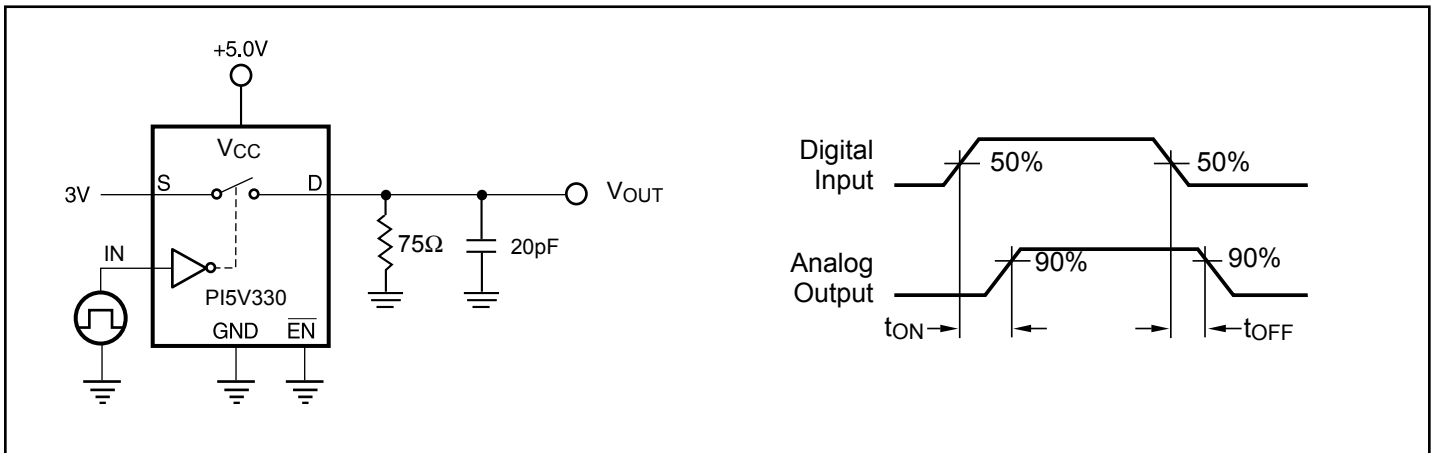 +5.0V
VCC
S
D
3V
VOUT
IN
75Ω
20pF
PI5V330
GND
EN
Digital
Input
50%
50%
Analog
Output
90%
90%
tON
tOFF